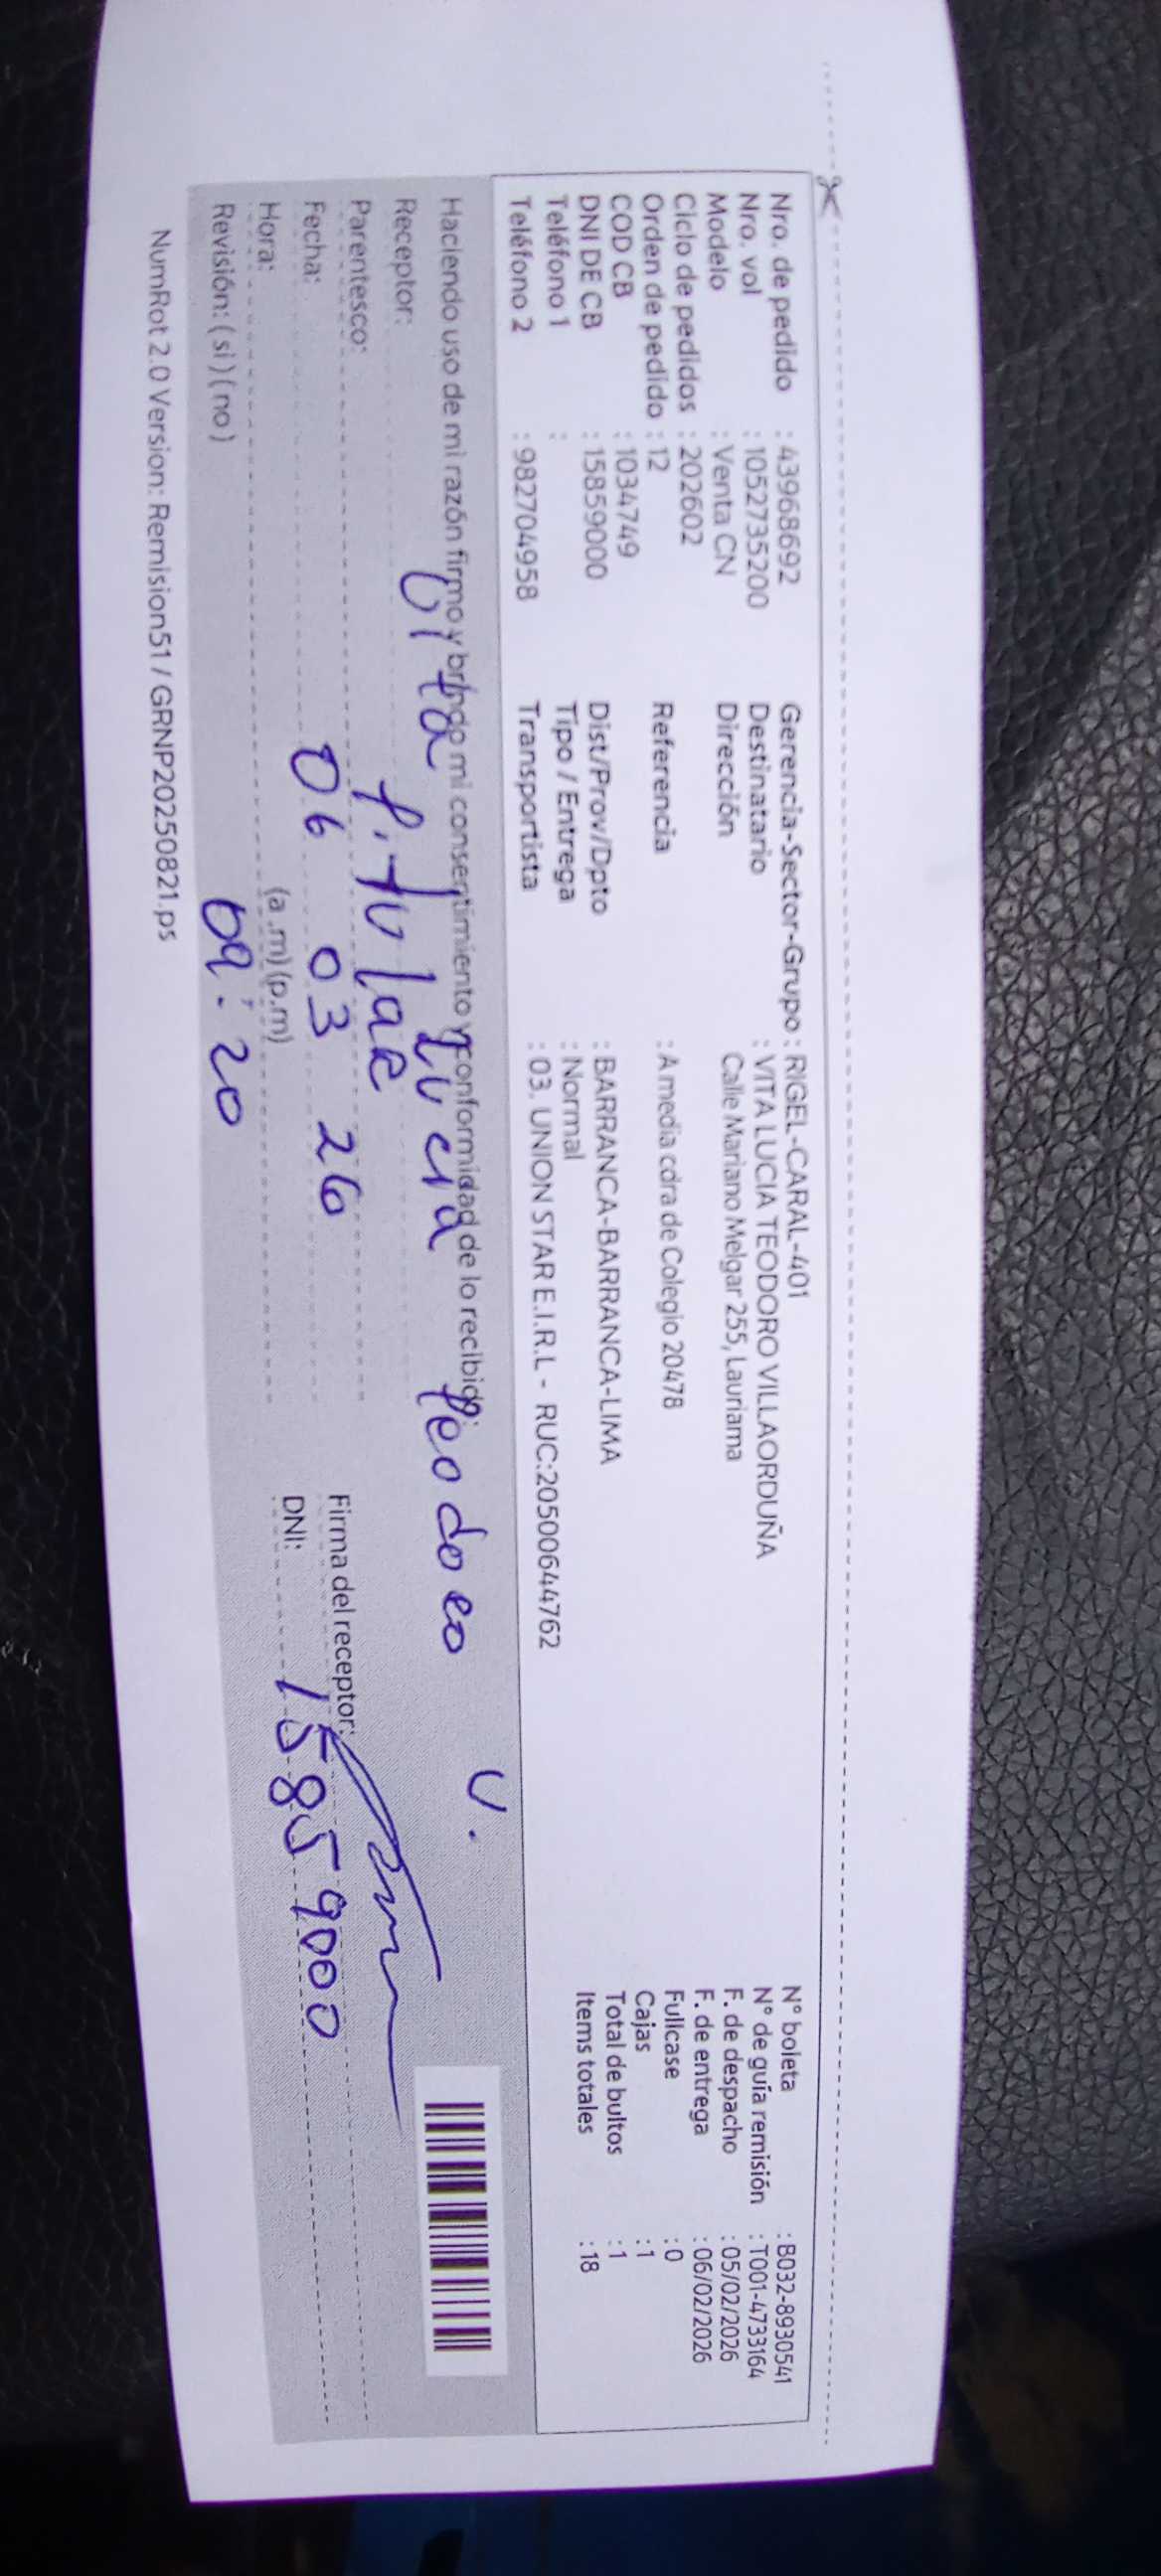 Nro. de pedido : 43968692 Gerencia-Sector-Grupo : RIGEL-CARAL-401 N° boleta : B032-8930541
Nro. vol : 1052735200 Destinatario : VITA LUCIA TEODORO VILLAORDUÑA N° de guía remisión : T001-4733164
Modelo : Venta CN Dirección Calle Mariano Melgar 255, Lauriama F. de despacho : 05/02/2026
Ciclo de pedidos : 202602 F. de entrega : 06/02/2026
Orden de pedido : 12 Referencia : A media cdra de Colegio 20478 Fullcase : 0
COD CB : 1034749 Cajas : 1
DNI DE CB : 15859000 Dist/Prov/Dpto : BARRANCA-BARRANCA-LIMA Total de bultos : 1
Teléfono 1 : Tipo / Entrega : Normal Items totales : 18
Teléfono 2 : 982704958 Transportista : 03. UNION STAR E.I.R.L - RUC:20500644762
Haciendo uso de mi razón firmo y brindo mi consentimiento y conformidad de lo recibido:
Receptor: Vita Lucia Teodoro V.
Parentesco: titular Firma del receptor:
Fecha: 06 03 26 DNI: 15859000
Hora: (a.m) (p.m)
09:20
Revisión: ( si ) ( no )
NumRot 2.0 Version: Remision51 / GRNP20250821.ps